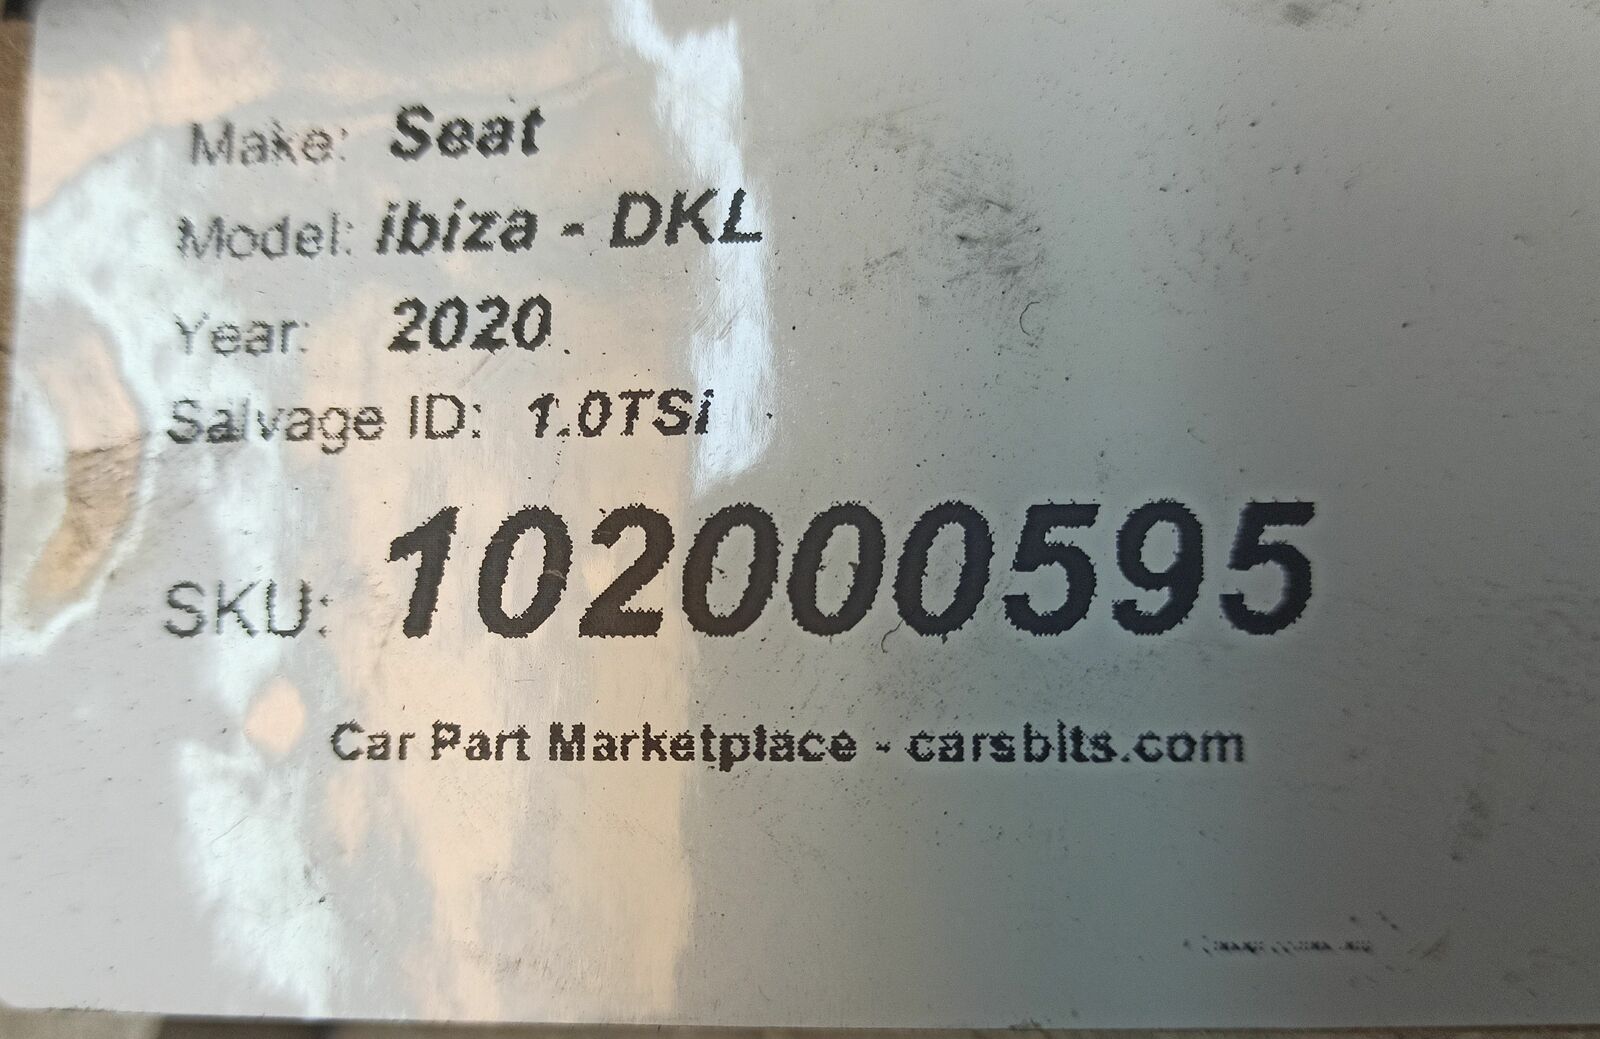 Make: Seat
Model: ibiza - DKL
Year: 2020
Salvage ID: 1.0TSi
SKU: 102000595
Car Part Marketplace - carsbits.com